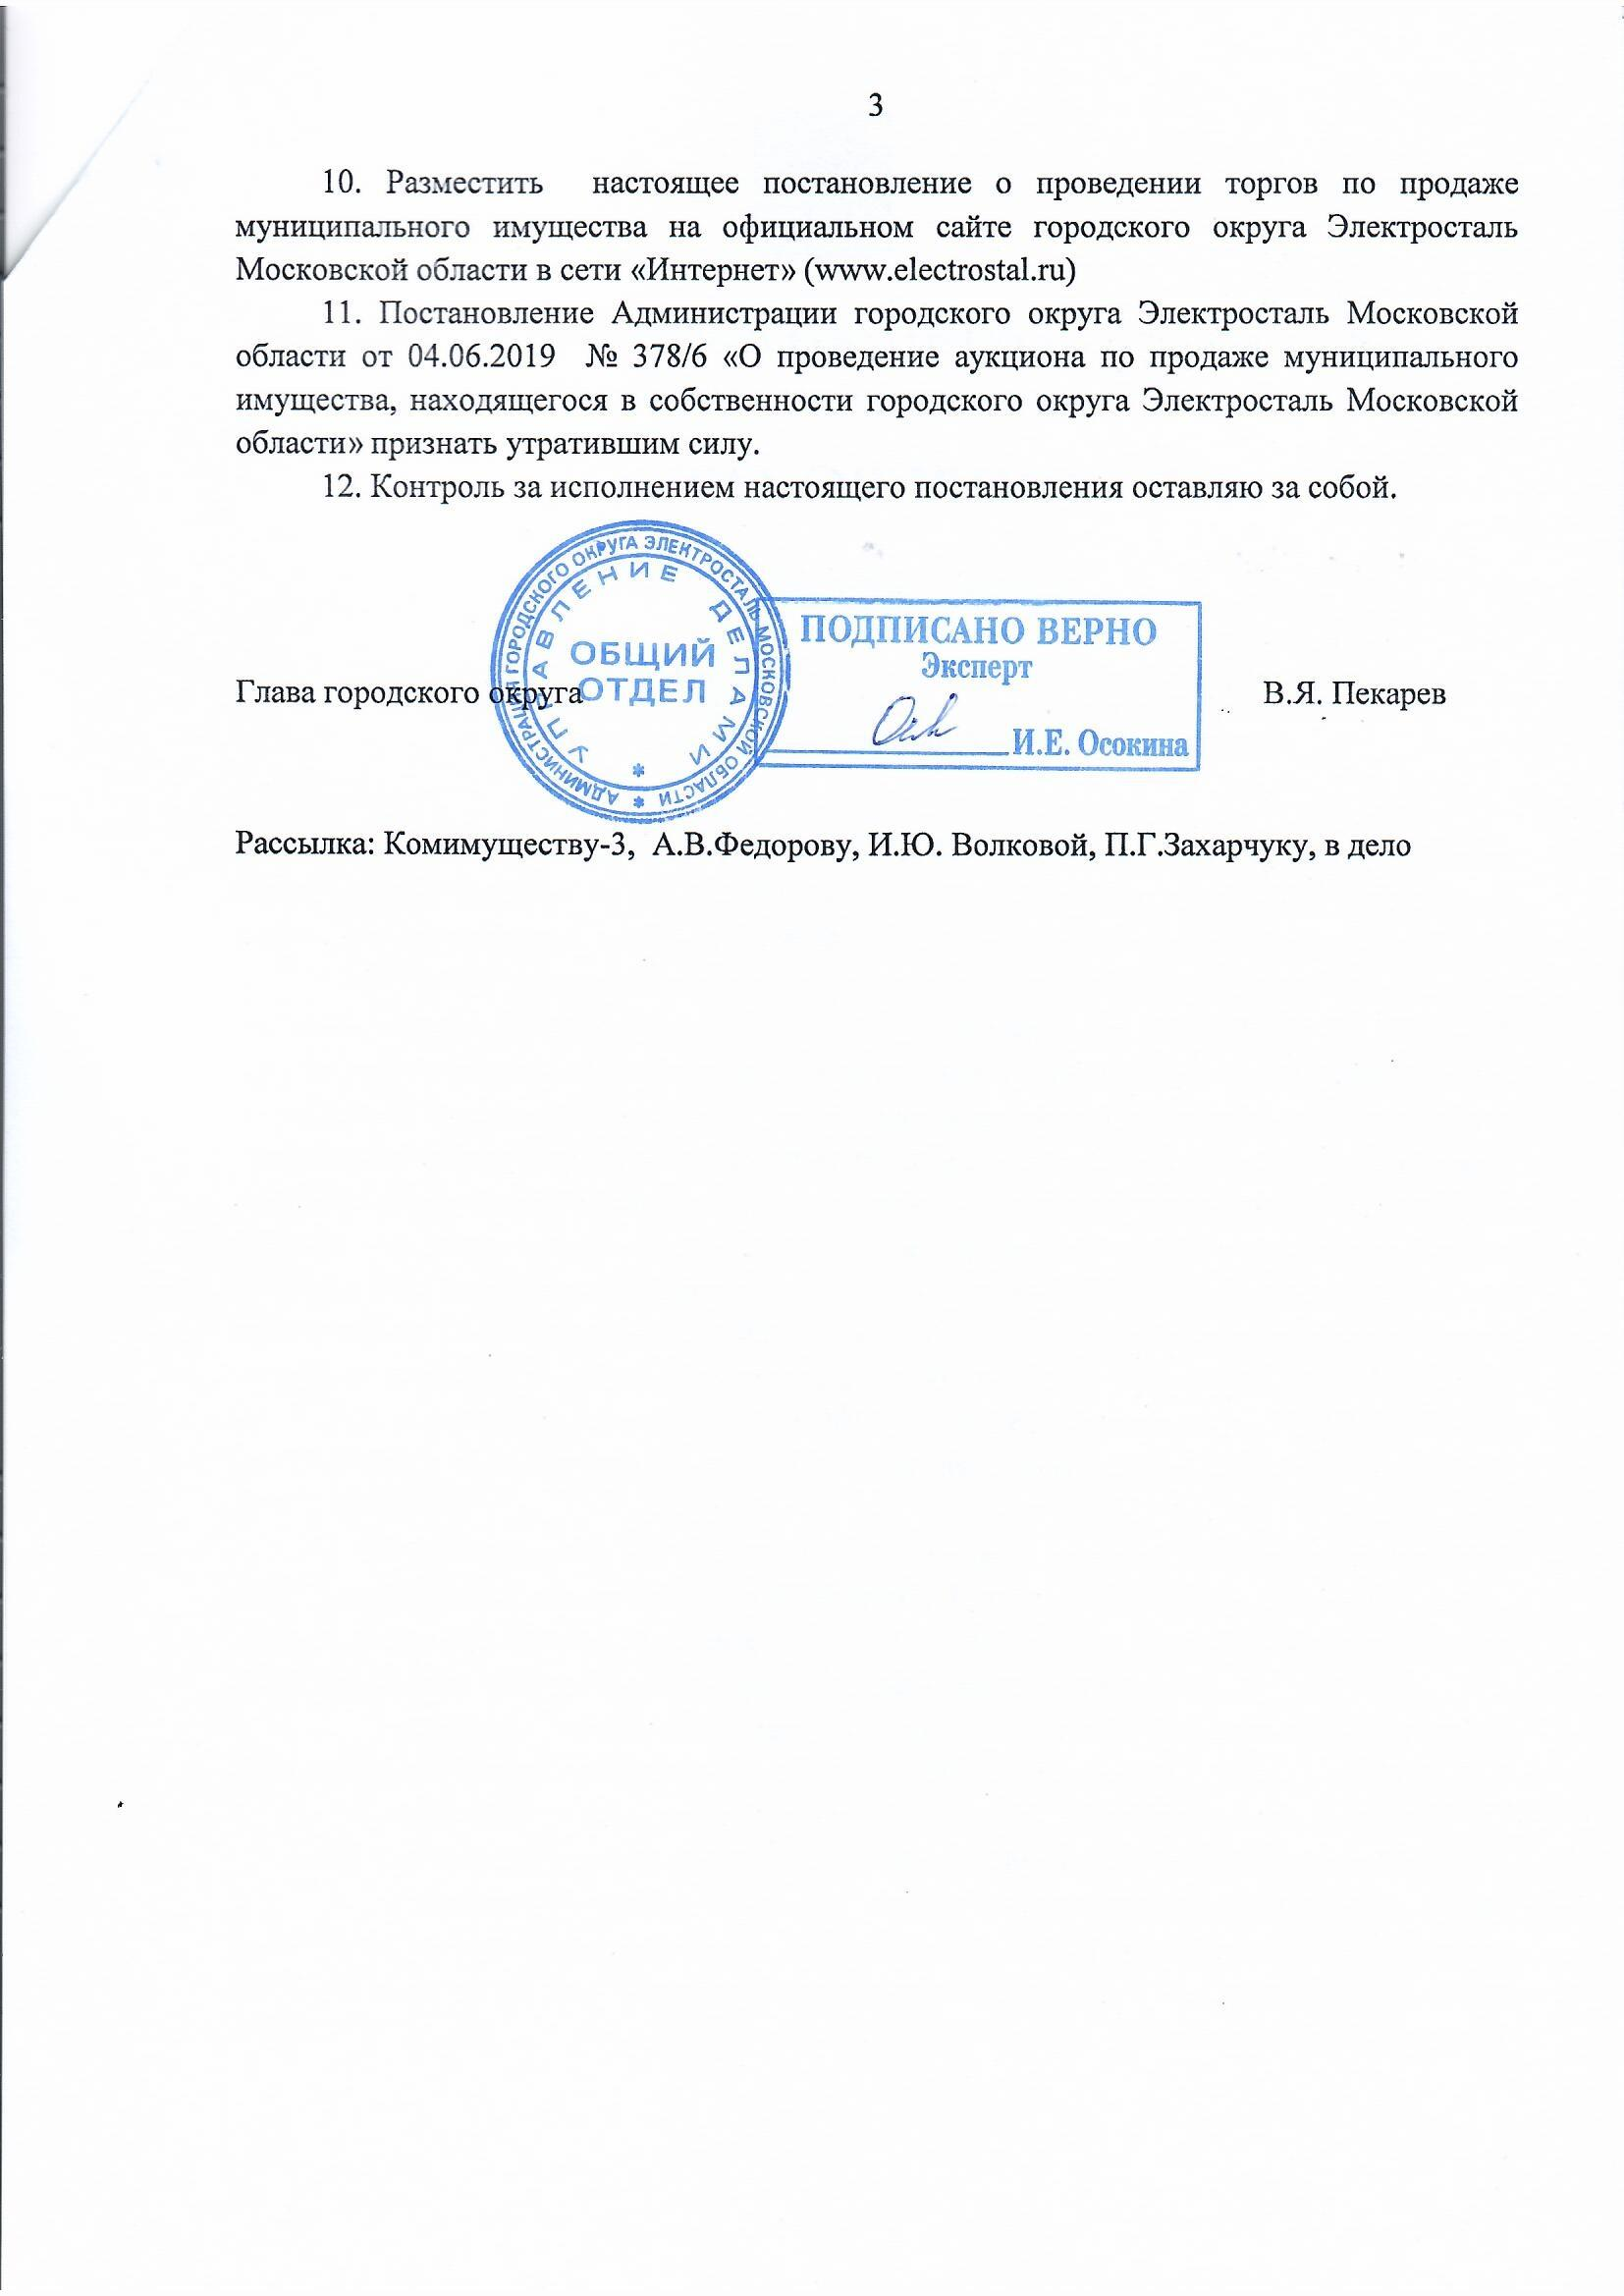 3
10. Разместить настоящее постановление о проведении торгов по продаже
муниципального имущества на официальном сайте городского округа Электросталь
Московской области в сети «Интернет» (www.electrostal.ru)
11. Постановление Администрации городского округа Электросталь Московской
области от 04.06.2019 № 378/6 «О проведение аукциона по продаже муниципального
имущества, находящегося в собственности городского округа Электросталь Московской
области» признать утратившим силу.
12. Контроль за исполнением настоящего постановления оставляю за собой.
АДМИНИСТРАЦИЯ ГОРОДСКОГО ОКРУГА ЭЛЕКТРОСТАЛЬ МОСКОВСКОЙ ОБЛАСТИ *
УПРАВЛЕНИЕ ДЕЛАМИ *
ОБЩИЙ
ОТДЕЛ
ПОДПИСАНО ВЕРНО
Эксперт
И.Е. Осокина
Глава городского округа В.Я. Пекарев
Рассылка: Комимуществу-3, А.В.Федорову, И.Ю. Волковой, П.Г.Захарчуку, в дело